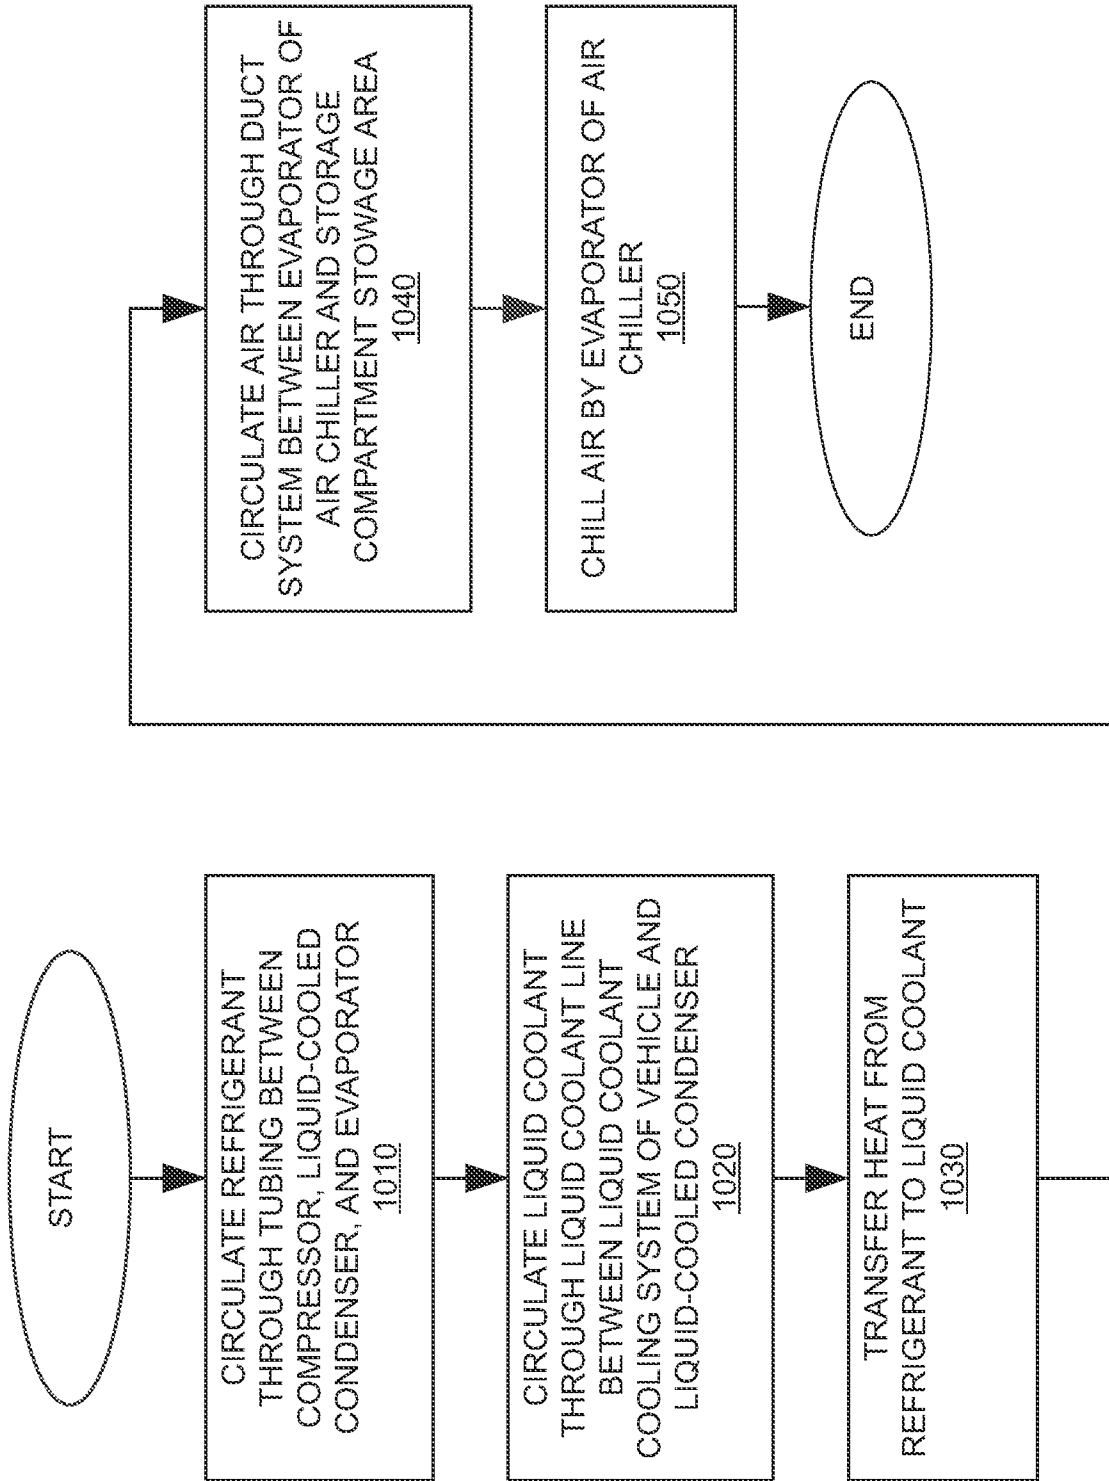 START
CIRCULATE REFRIGERANT
THROUGH TUBING BETWEEN
COMPRESSOR, LIQUID-COOLED
CONDENSER, AND EVAPORATOR
1010
CIRCULATE LIQUID COOLANT
THROUGH LIQUID COOLANT LINE
BETWEEN LIQUID COOLANT
COOLING SYSTEM OF VEHICLE AND
LIQUID-COOLED CONDENSER
1020
TRANSFER HEAT FROM
REFRIGERANT TO LIQUID COOLANT
1030
CIRCULATE AIR THROUGH DUCT
SYSTEM BETWEEN EVAPORATOR OF
AIR CHILLER AND STORAGE
COMPARTMENT STOWAGE AREA
1040
CHILL AIR BY EVAPORATOR OF AIR
CHILLER
1050
END